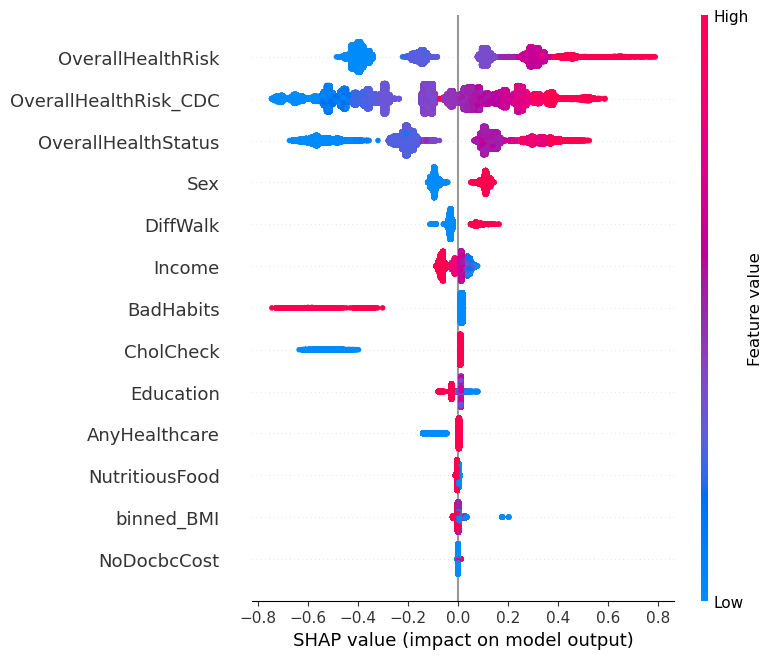 High
OverallHealthRisk
OverallHealthRisk_CDC
OverallHealthStatus
Sex
DiffWalk
Income
BadHabits
CholCheck
Education
AnyHealthcare
NutritiousFood
binned_BMI
NoDocbcCost
Feature value
Low
−0.8 −0.6 −0.4 −0.2 0.0 0.2 0.4 0.6 0.8
SHAP value (impact on model output)